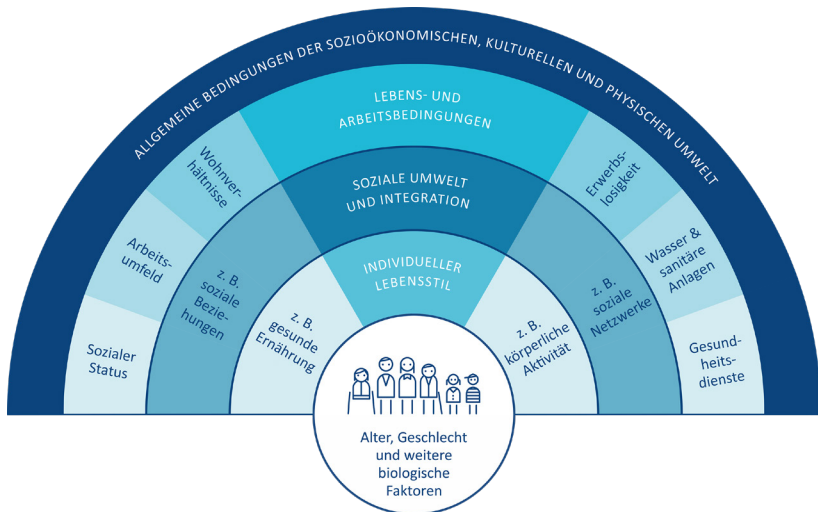 ALLGEMEINE BEDINGUNGEN DER SOZIOÖKONOMISCHEN, KULTURELLEN UND PHYSISCHEN UMWELT
LEBENS- UND
ARBEITSBEDINGUNGEN
Wohnver-
hältnisse
Erwerbs-
losigkeit
SOZIALE UMWELT
UND INTEGRATION
Arbeits-
umfeld
Wasser &
sanitäre
Anlagen
z. B.
soziale
Bezie-
hungen
z. B.
soziale
Netzwerke
INDIVIDUELLER
LEBENSSTIL
z. B.
gesunde
Ernährung
z. B.
körperliche
Aktivität
Sozialer
Status
Gesund-
heits-
dienste
Alter, Geschlecht
und weitere
biologische
Faktoren